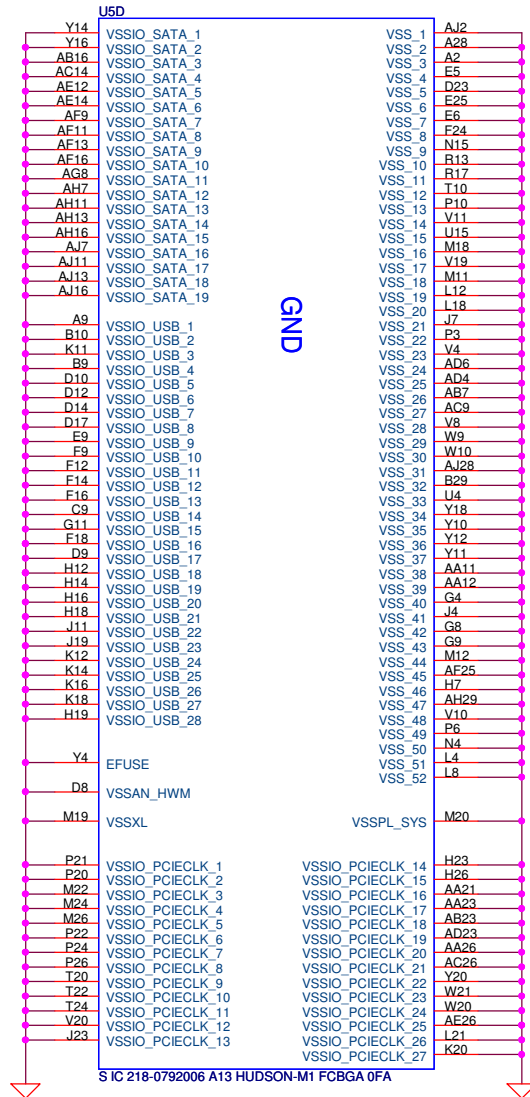 U5D
Y14 VSSIO_SATA_1 VSS_1 AJ2
Y16 VSSIO_SATA_2 VSS_2 A28
AB16 VSSIO_SATA_3 VSS_3 A2
AC14 VSSIO_SATA_4 VSS_4 E5
AE12 VSSIO_SATA_5 VSS_5 D23
AE14 VSSIO_SATA_6 VSS_6 E25
AF9 VSSIO_SATA_7 VSS_7 E6
AF11 VSSIO_SATA_8 VSS_8 F24
AF13 VSSIO_SATA_9 VSS_9 N15
AF16 VSSIO_SATA_10 VSS_10 R13
AG8 VSSIO_SATA_11 VSS_11 R17
AH7 VSSIO_SATA_12 VSS_12 T10
AH11 VSSIO_SATA_13 VSS_13 P10
AH13 VSSIO_SATA_14 VSS_14 V11
AH16 VSSIO_SATA_15 VSS_15 U15
AJ7 VSSIO_SATA_16 VSS_16 M18
AJ11 VSSIO_SATA_17 VSS_17 V19
AJ13 VSSIO_SATA_18 VSS_18 M11
AJ16 VSSIO_SATA_19 VSS_19 L12
VSS_20 L18
GND
A9 VSSIO_USB_1 VSS_21 J7
B10 VSSIO_USB_2 VSS_22 P3
K11 VSSIO_USB_3 VSS_23 V4
B9 VSSIO_USB_4 VSS_24 AD6
D10 VSSIO_USB_5 VSS_25 AD4
D12 VSSIO_USB_6 VSS_26 AB7
D14 VSSIO_USB_7 VSS_27 AC9
D17 VSSIO_USB_8 VSS_28 V8
E9 VSSIO_USB_9 VSS_29 W9
F9 VSSIO_USB_10 VSS_30 W10
F12 VSSIO_USB_11 VSS_31 AJ28
F14 VSSIO_USB_12 VSS_32 B29
F16 VSSIO_USB_13 VSS_33 U4
C9 VSSIO_USB_14 VSS_34 Y18
G11 VSSIO_USB_15 VSS_35 Y10
F18 VSSIO_USB_16 VSS_36 Y12
D9 VSSIO_USB_17 VSS_37 Y11
H12 VSSIO_USB_18 VSS_38 AA11
H14 VSSIO_USB_19 VSS_39 AA12
H16 VSSIO_USB_20 VSS_40 G4
H18 VSSIO_USB_21 VSS_41 J4
J11 VSSIO_USB_22 VSS_42 G8
J19 VSSIO_USB_23 VSS_43 G9
K12 VSSIO_USB_24 VSS_44 M12
K14 VSSIO_USB_25 VSS_45 AF25
K16 VSSIO_USB_26 VSS_46 H7
K18 VSSIO_USB_27 VSS_47 AH29
H19 VSSIO_USB_28 VSS_48 V10
VSS_49 P6
VSS_50 N4
Y4 EFUSE VSS_51 L4
VSS_52 L8
D8 VSSAN_HWM
M19 VSSXL VSSPL_SYS M20
P21 VSSIO_PCIECLK_1 VSSIO_PCIECLK_14 H23
P20 VSSIO_PCIECLK_2 VSSIO_PCIECLK_15 H26
M22 VSSIO_PCIECLK_3 VSSIO_PCIECLK_16 AA21
M24 VSSIO_PCIECLK_4 VSSIO_PCIECLK_17 AA23
M26 VSSIO_PCIECLK_5 VSSIO_PCIECLK_18 AB23
P22 VSSIO_PCIECLK_6 VSSIO_PCIECLK_19 AD23
P24 VSSIO_PCIECLK_7 VSSIO_PCIECLK_20 AA26
P26 VSSIO_PCIECLK_8 VSSIO_PCIECLK_21 AC26
T20 VSSIO_PCIECLK_9 VSSIO_PCIECLK_22 Y20
T22 VSSIO_PCIECLK_10 VSSIO_PCIECLK_23 W21
T24 VSSIO_PCIECLK_11 VSSIO_PCIECLK_24 W20
V20 VSSIO_PCIECLK_12 VSSIO_PCIECLK_25 AE26
J23 VSSIO_PCIECLK_13 VSSIO_PCIECLK_26 L21
VSSIO_PCIECLK_27 K20
S IC 218-0792006 A13 HUDSON-M1 FCBGA 0FA